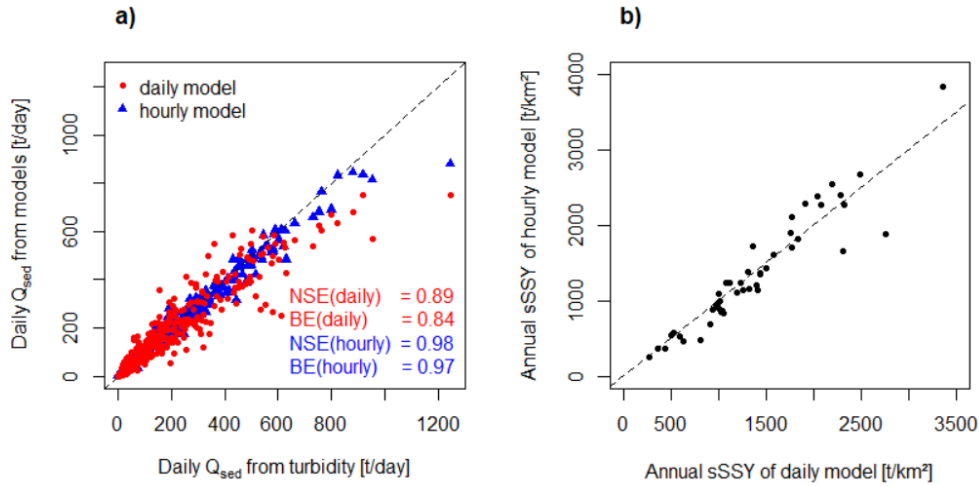 a)
Daily Qsed from models [t/day]
1200
1000
600
200
0
daily model
hourly model
NSE(daily) = 0.89
BE(daily) = 0.84
NSE(hourly) = 0.98
BE(hourly) = 0.97
0 200 400 600 800 1200
Daily Qsed from turbidity [t/day]
b)
Annual sSSY of hourly model [t/km²]
4000
3000
2000
1000
0
0 500 1500 2500 3500
Annual sSSY of daily model [t/km²]